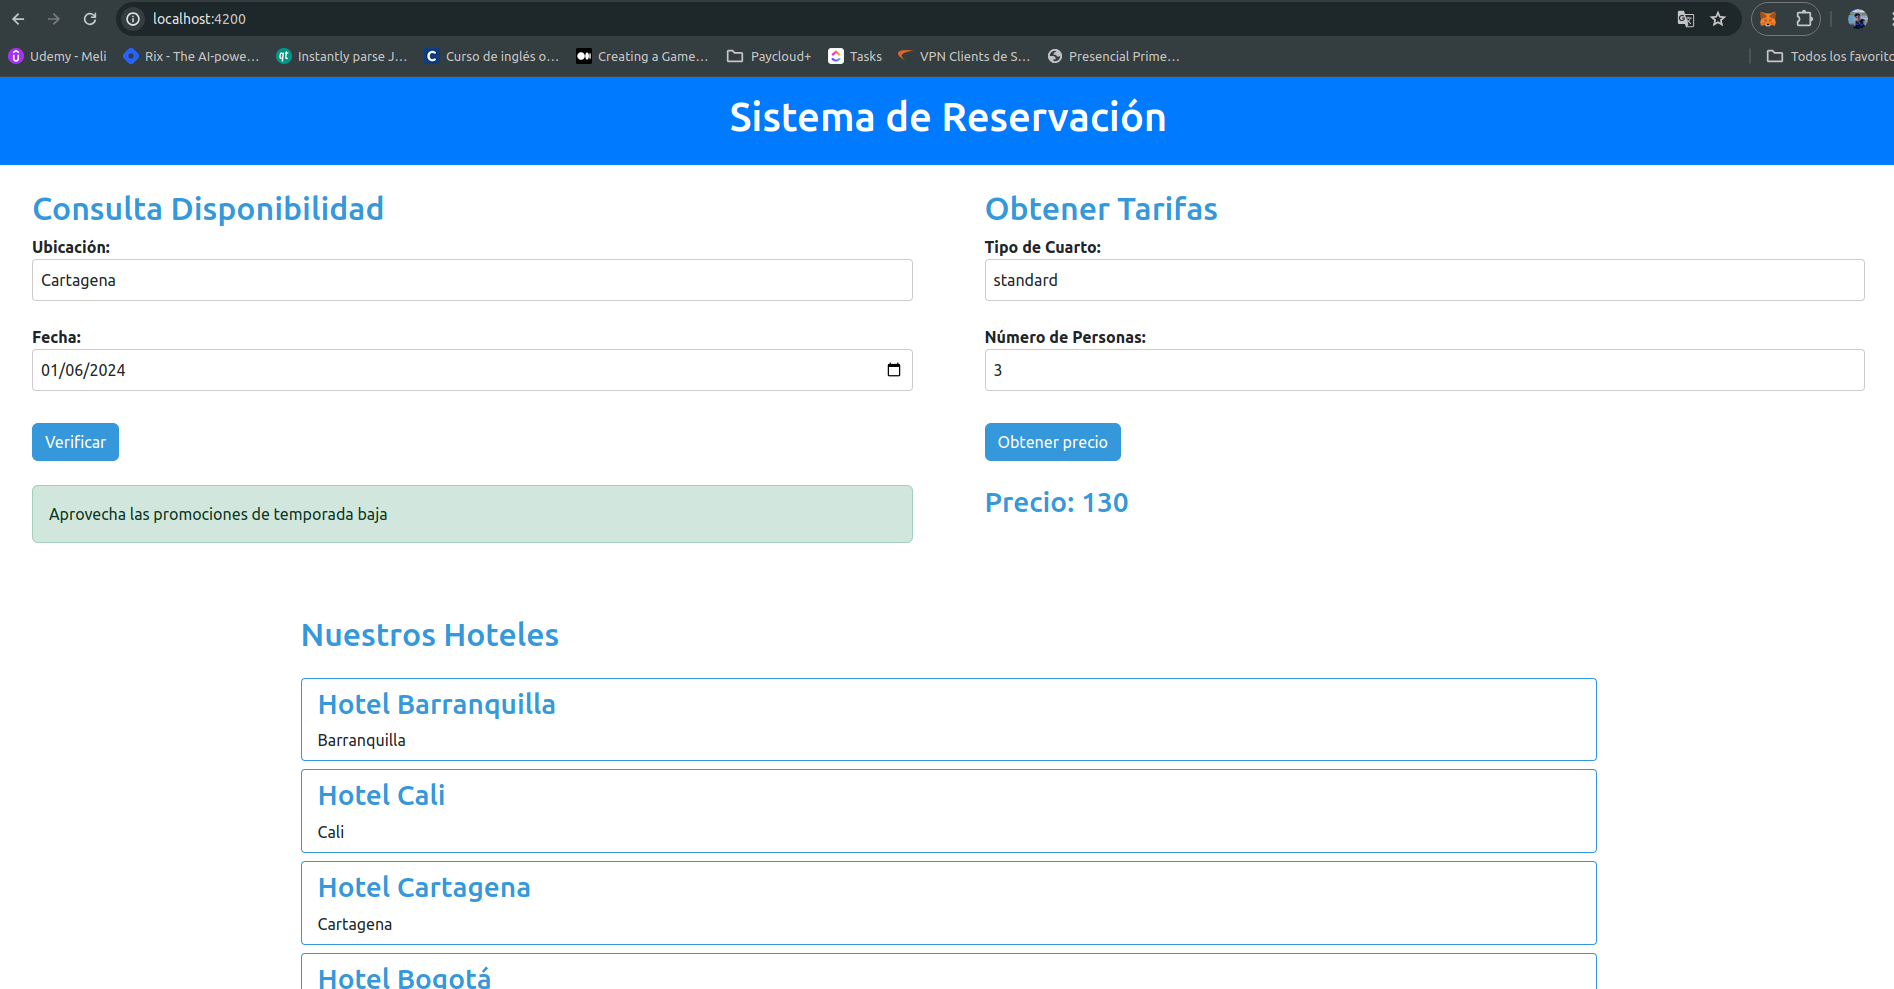 localhost:4200
Udemy - Meli
Rix - The AI-powe...
Instantly parse J...
Curso de inglés o...
Creating a Game...
Paycloud+
Tasks
VPN Clients de S...
Presencial Prime...
Todos los favorito
Sistema de Reservación
Consulta Disponibilidad
Ubicación:
Cartagena
Fecha:
01/06/2024
Verificar
Aprovecha las promociones de temporada baja
Obtener Tarifas
Tipo de Cuarto:
standard
Número de Personas:
3
Obtener precio
Precio: 130
Nuestros Hoteles
Hotel Barranquilla
Barranquilla
Hotel Cali
Cali
Hotel Cartagena
Cartagena
Hotel Bogotá